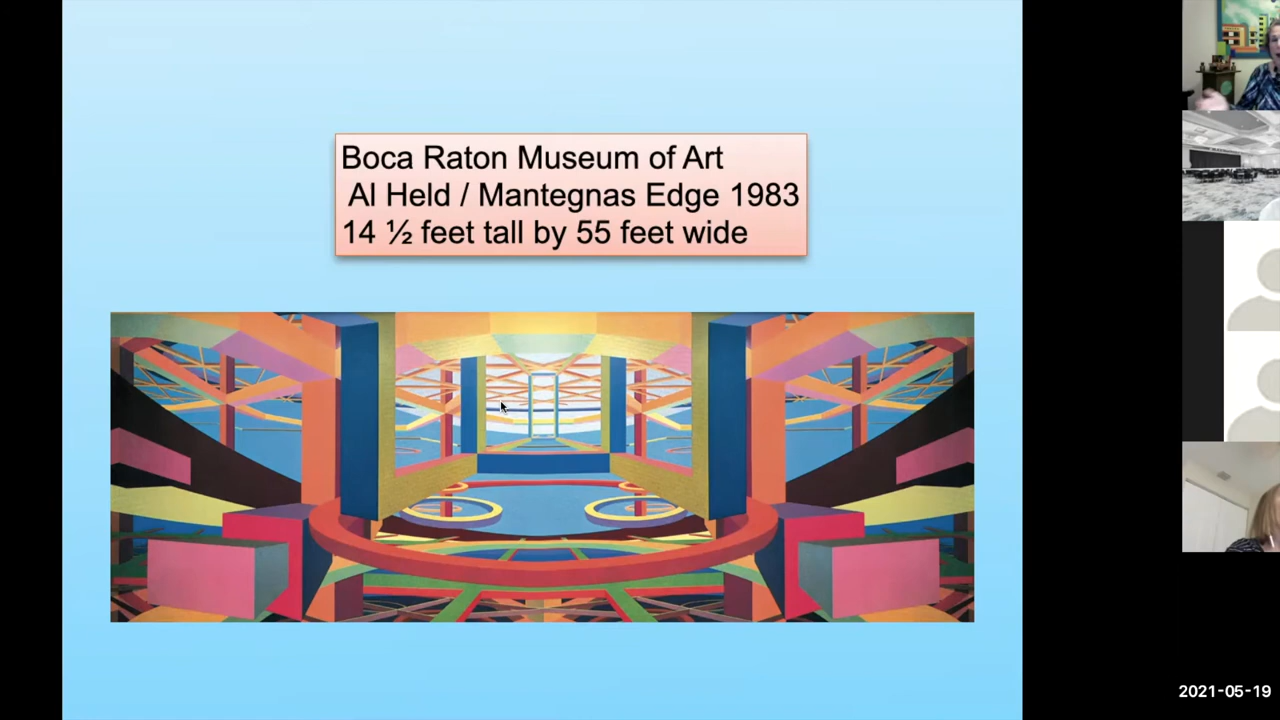 Boca Raton Museum of Art
Al Held / Mantegnas Edge 1983
14 ½ feet tall by 55 feet wide
2021-05-19